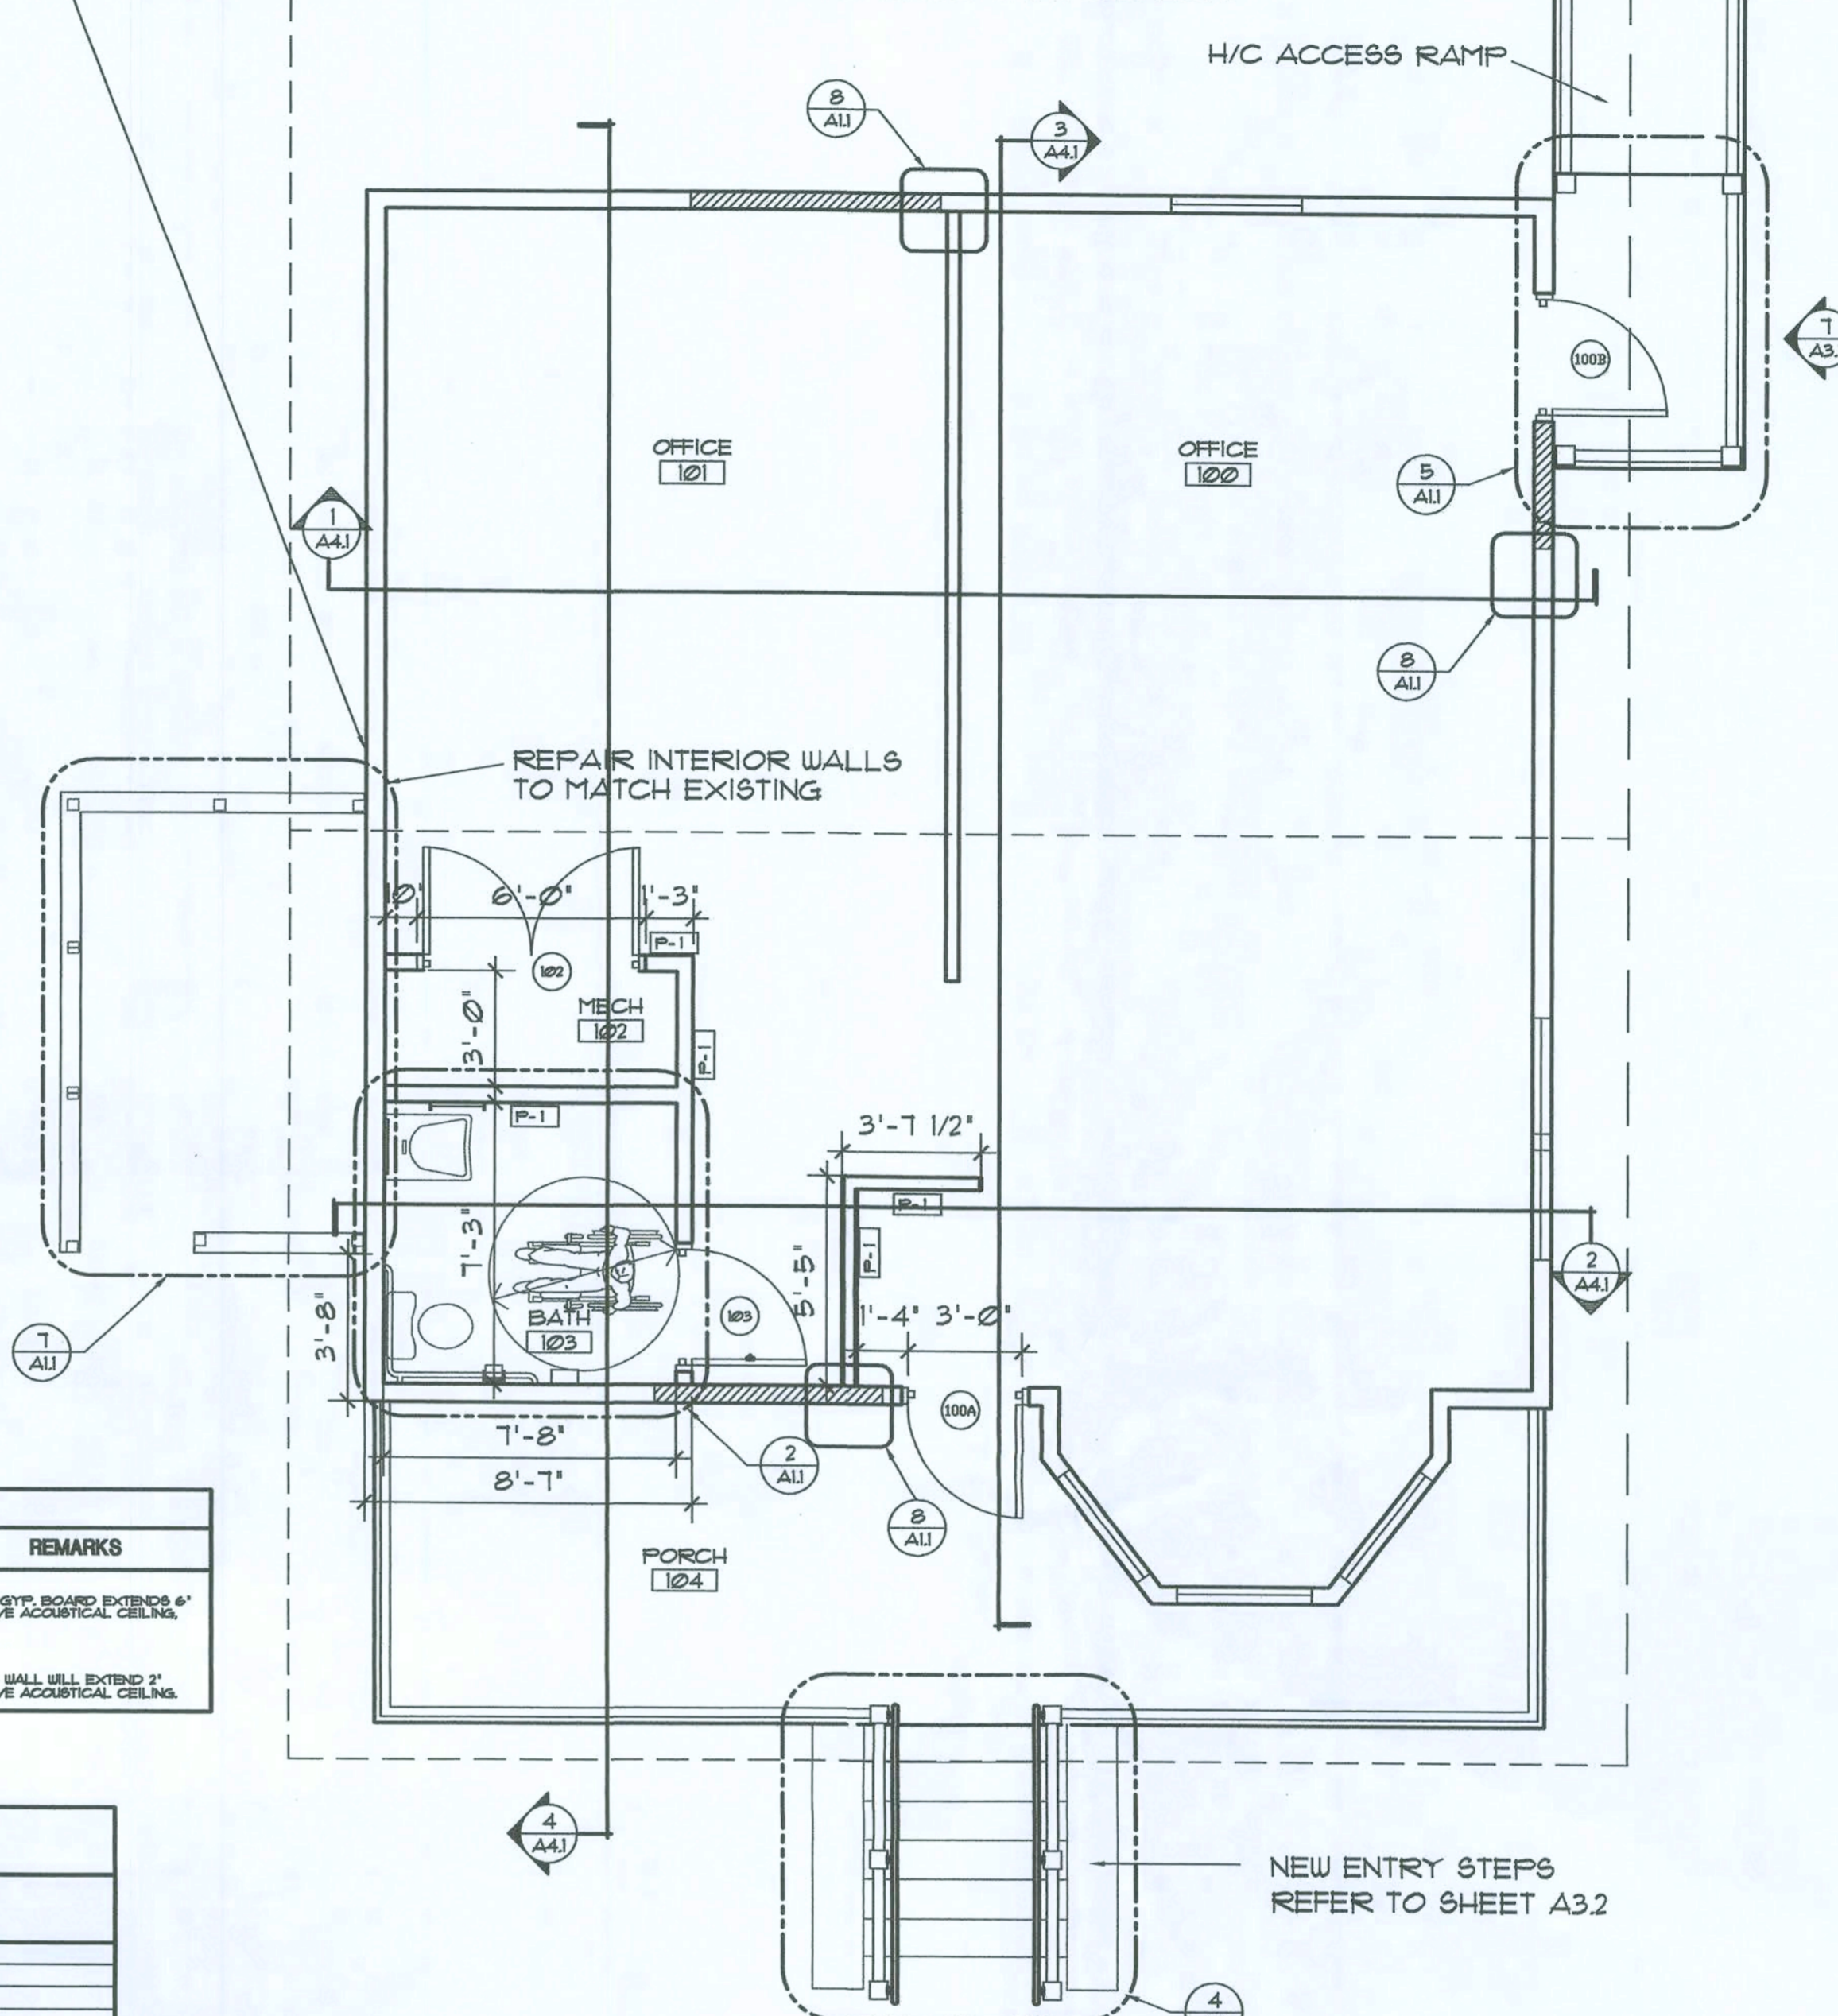 H/C ACCESS RAMP
8
A1.1
3
A4.1
100B
1
OFFICE
101
OFFICE
100
5
A1.1
1
A4.1
8
A1.1
REPAIR INTERIOR WALLS
TO MATCH EXISTING
6'-0"
1'-3"
P-1
102
MECH
102
3'-0"
P-1
P-1
3'-7 1/2"
P-1
P-1
7'-3"
5'-5"
2
A4.1
BATH
103
103
1'-4"
3'-0"
3'-8"
7
A1.1
100A
7'-8"
2
A1.1
8'-7"
8
A1.1
REMARKS
GYP. BOARD EXTENDS 6"
ACOUSTICAL CEILING,
WALL WILL EXTEND 2"
ACOUSTICAL CEILING.
PORCH
104
4
A4.1
NEW ENTRY STEPS
REFER TO SHEET A3.2
4